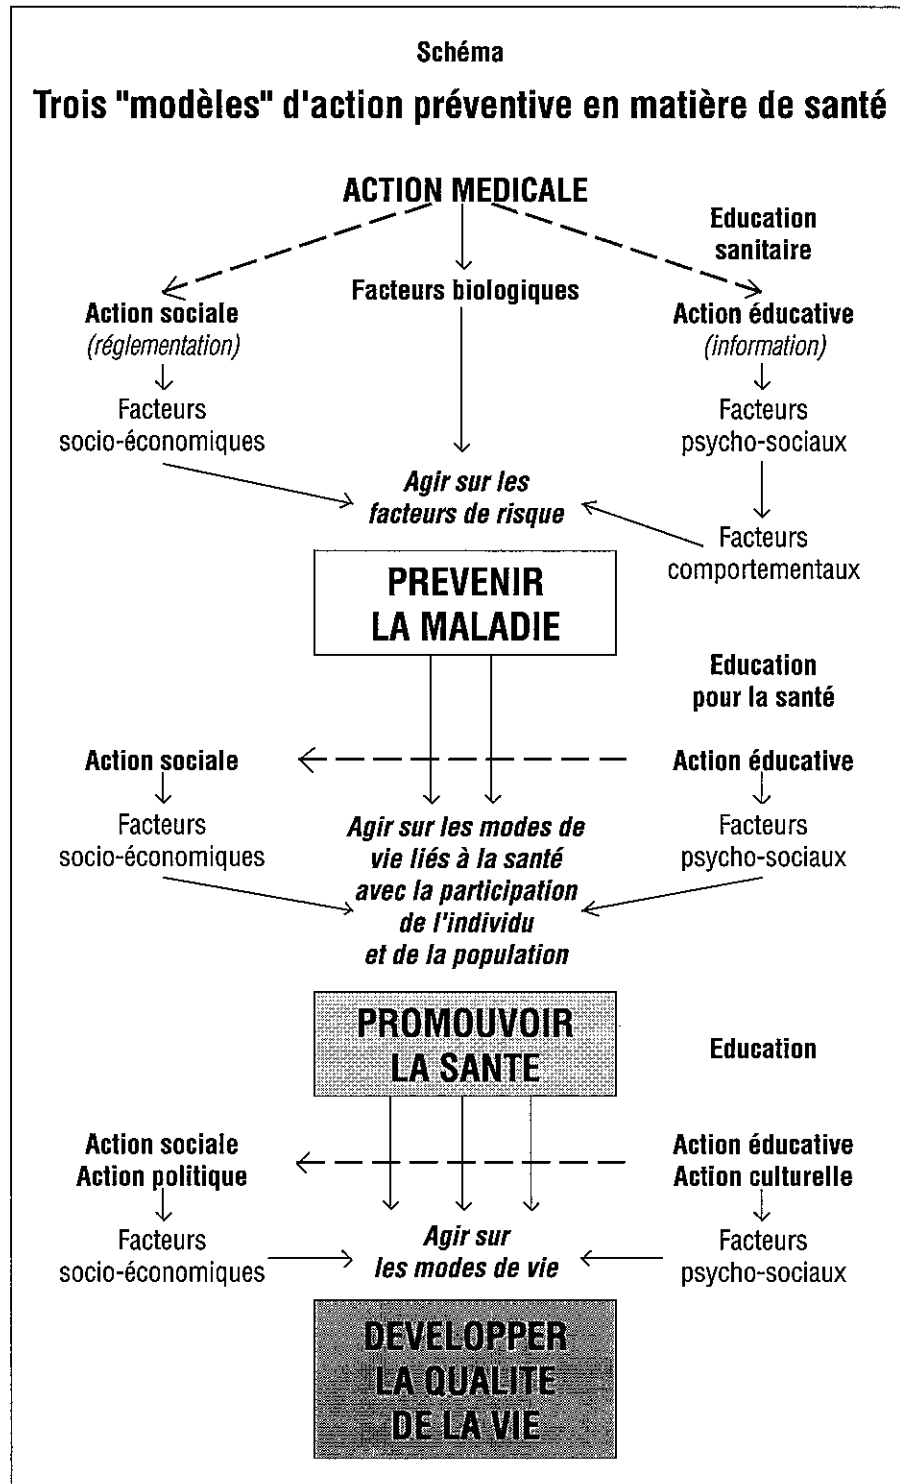 Schéma
Trois "modèles" d'action préventive en matière de santé
ACTION MEDICALE
Education
sanitaire
Facteurs biologiques
Action sociale
(réglementation)
Action éducative
(information)
Facteurs
socio-économiques
Facteurs
psycho-sociaux
Agir sur les
facteurs de risque
Facteurs
comportementaux
PREVENIR
LA MALADIE
Education
pour la santé
Action sociale
Action éducative
Facteurs
socio-économiques
Agir sur les modes de
vie liés à la santé
avec la participation
de l'individu
et de la population
Facteurs
psycho-sociaux
PROMOUVOIR
LA SANTE
Education
Action sociale
Action politique
Action éducative
Action culturelle
Facteurs
socio-économiques
Agir sur
les modes de vie
Facteurs
psycho-sociaux
DEVELOPPER
LA QUALITE
DE LA VIE